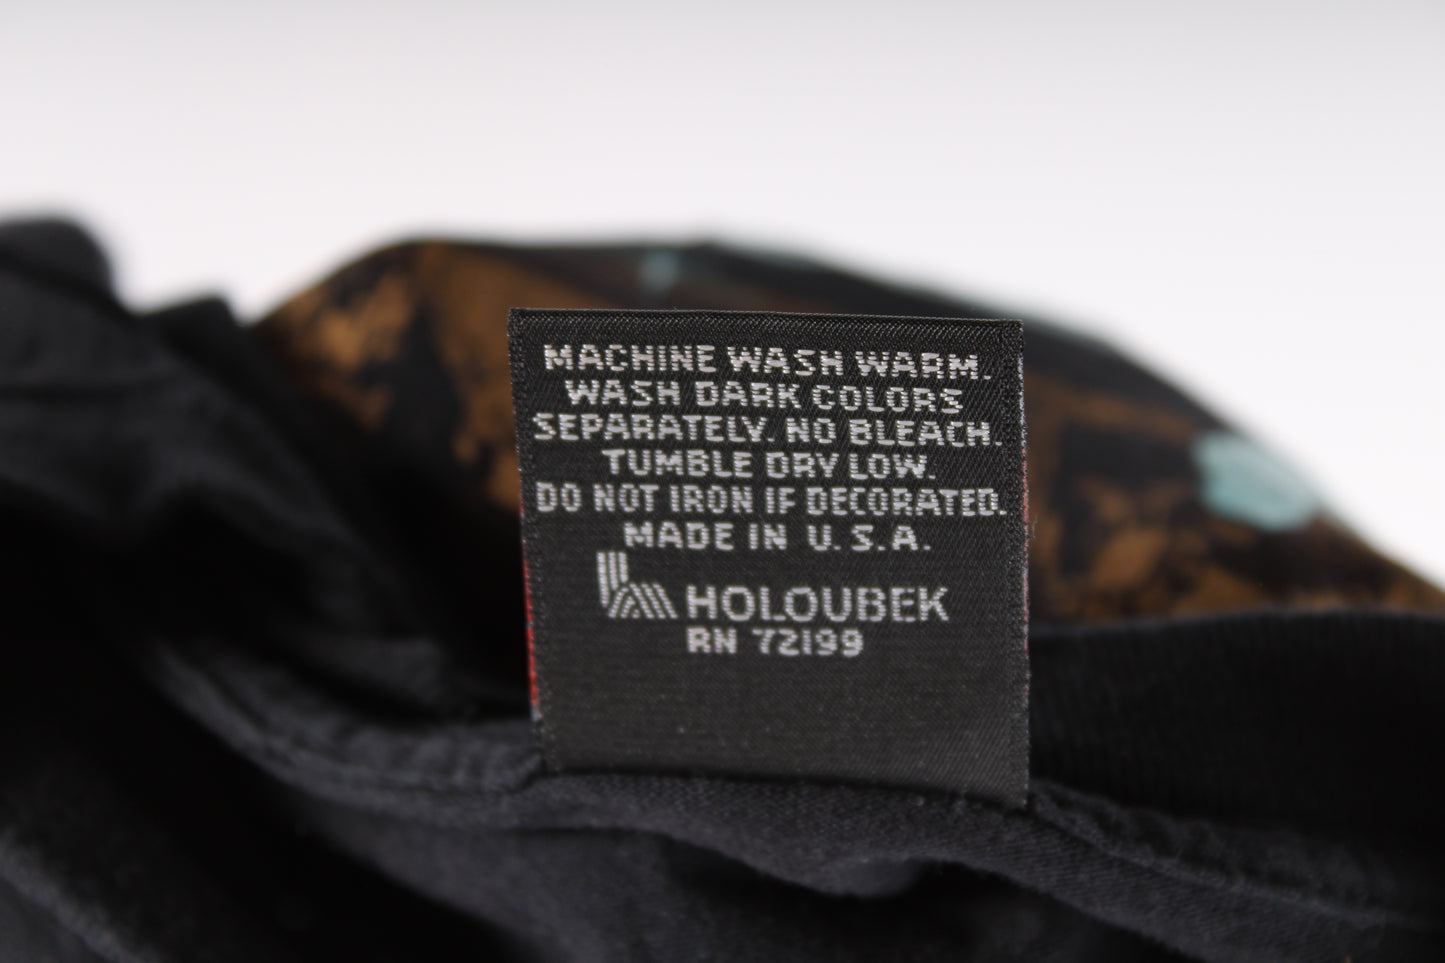 MACHINE WASH WARM.
WASH DARK COLORS
SEPARATELY. NO BLEACH.
TUMBLE DRY LOW.
DO NOT IRON IF DECORATED.
MADE IN U.S.A.
HOLOUBEK
RN 72199